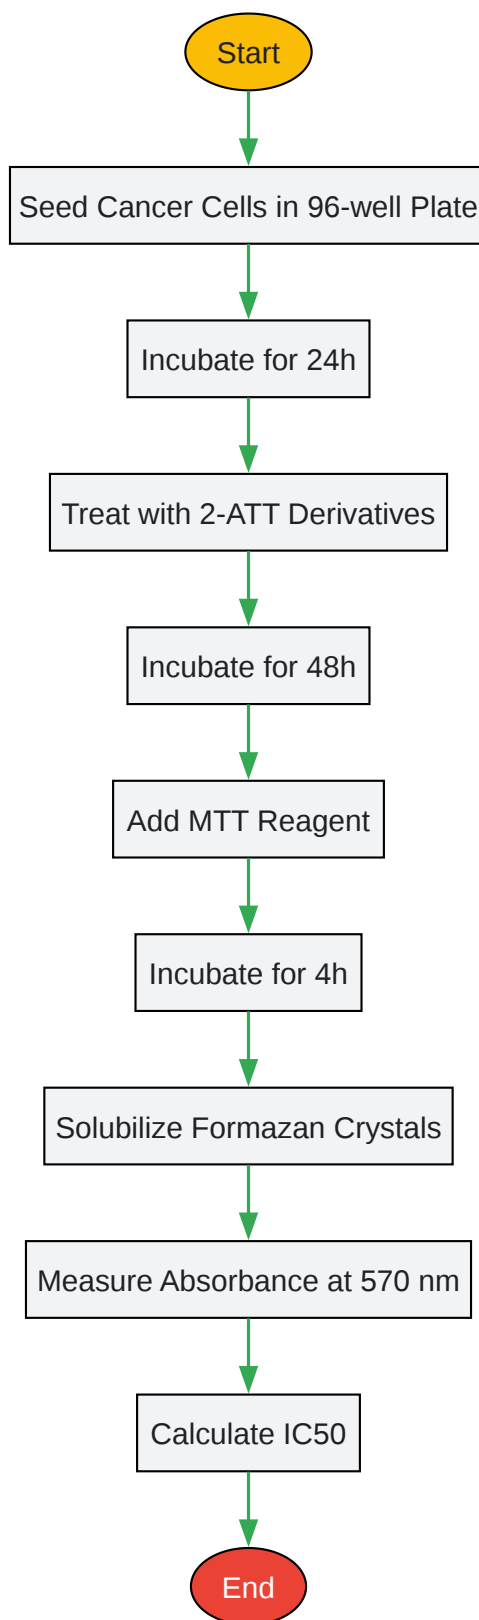 Start
Seed Cancer Cells in 96-well Plate
Incubate for 24h
Treat with 2-ATT Derivatives
Incubate for 48h
Add MTT Reagent
Incubate for 4h
Solubilize Formazan Crystals
Measure Absorbance at 570 nm
Calculate IC50
End